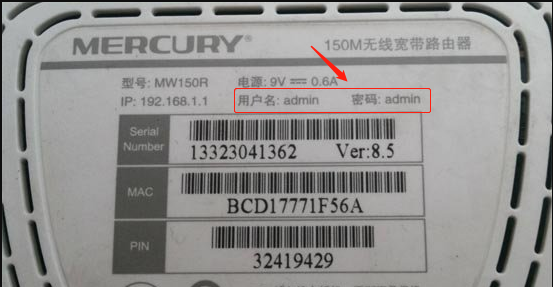 MERCURY® 150M无线宽带路由器
型号: MW150R 电源: 9V ⎓ 0.6A
IP: 192.168.1.1 用户名: admin 密码: admin
Serial Number
13323041362 Ver:8.5
MAC
BCD17771F56A
PIN
32419429